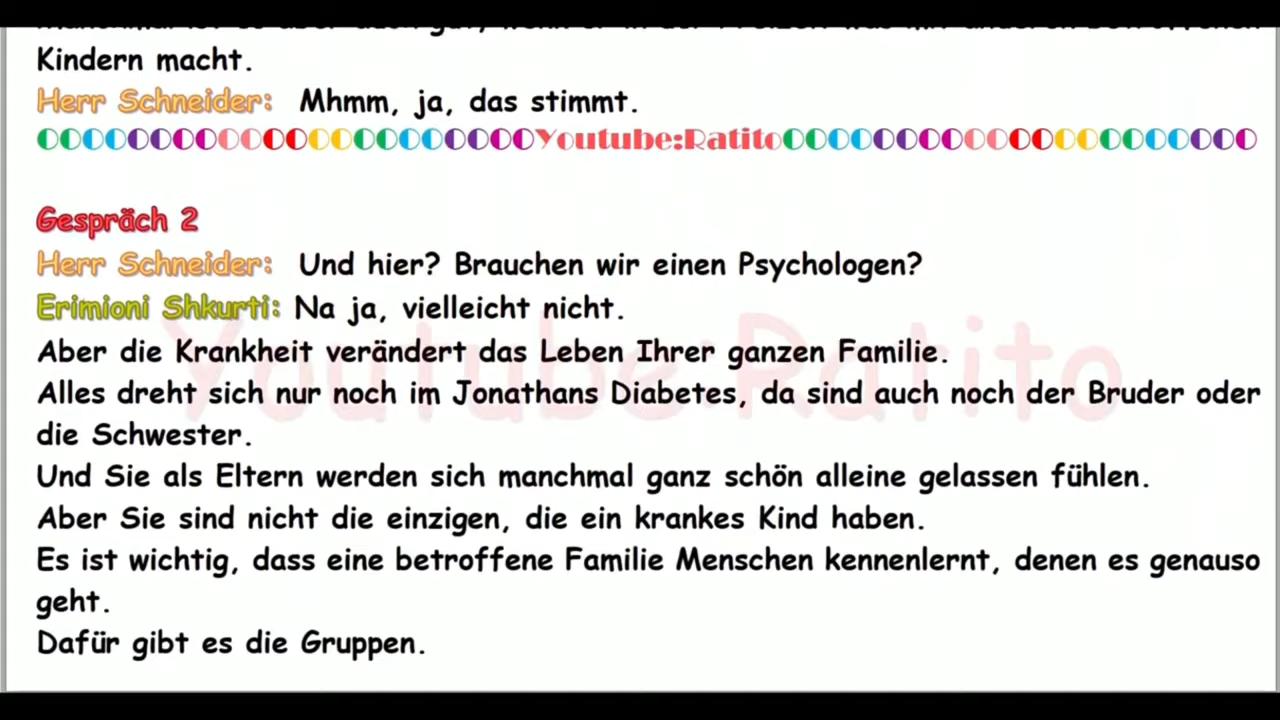 Kindern macht.
Herr Schneider: Mhmm, ja, das stimmt.
Youtube:Ratito
Gespräch 2
Herr Schneider: Und hier? Brauchen wir einen Psychologen?
Erimioni Shkurti: Na ja, vielleicht nicht.
Aber die Krankheit verändert das Leben Ihrer ganzen Familie.
Alles dreht sich nur noch im Jonathans Diabetes, da sind auch noch der Bruder oder
die Schwester.
Und Sie als Eltern werden sich manchmal ganz schön alleine gelassen fühlen.
Aber Sie sind nicht die einzigen, die ein krankes Kind haben.
Es ist wichtig, dass eine betroffene Familie Menschen kennenlernt, denen es genauso
geht.
Dafür gibt es die Gruppen.
Youtube:Ratito